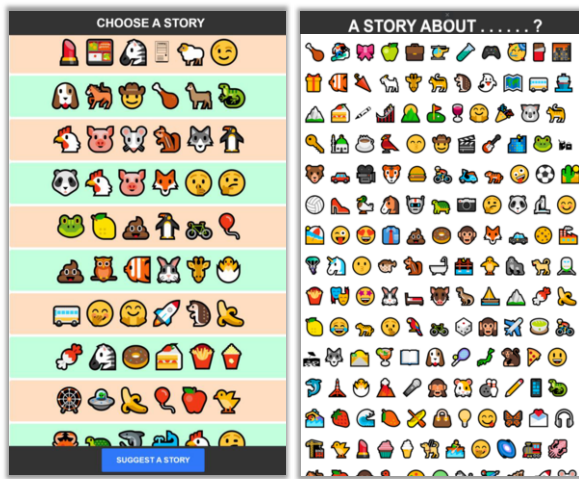 CHOOSE A STORY
SUGGEST A STORY
A STORY ABOUT . . . . . . ?